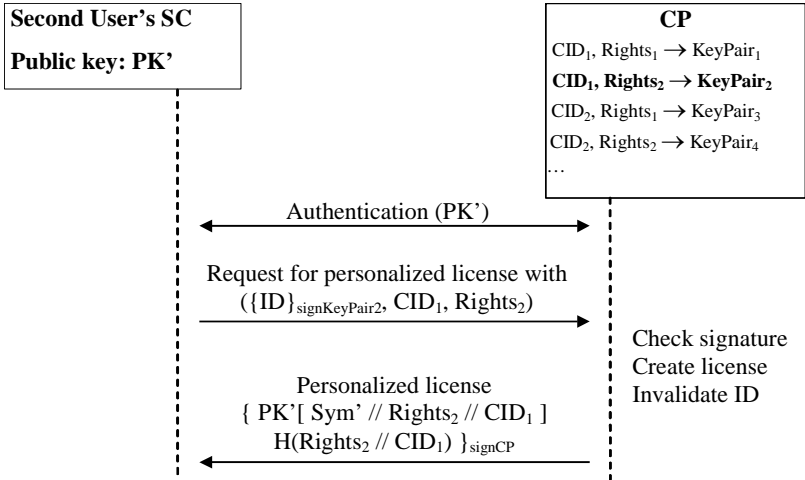 Second User's SC
Public key: PK'
CP
CID₁, Rights₁ → KeyPair₁
CID₁, Rights₂ → KeyPair₂
CID₂, Rights₁ → KeyPair₃
CID₂, Rights₂ → KeyPair₄
…
Authentication (PK')
Request for personalized license with
({ID}signKeyPair2, CID₁, Rights₂)
Check signature
Create license
Invalidate ID
Personalized license
{ PK'[ Sym' // Rights₂ // CID₁ ]
H(Rights₂ // CID₁) }signCP